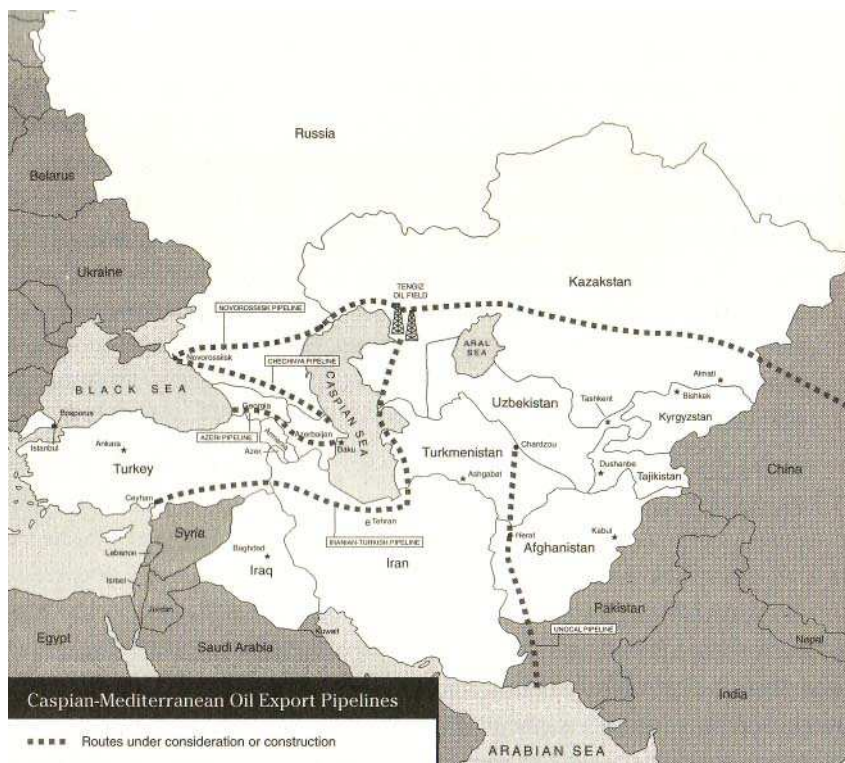 Russia
Belarus
Ukraine
Kazakstan
TENGIZ
OIL FIELD
NOVOROSSISK PIPELINE
Novorossiisk
CHECHNYA PIPELINE
ARAL
SEA
BLACK SEA
CASPIAN SEA
Almati
Bishkek
Uzbekistan
Tashkent
Kyrgyzstan
Bosporus
Georgia
Istanbul
Ankara
AZERI PIPELINE
Armenia
Azerbaijan
Azer.
Baku
Turkey
Turkmenistan
Chardzou
China
Ashgabat
Dushanbe
Tajikistan
Ceyhan
Tehran
Syria
IRANIAN-TURKISH PIPELINE
Herat
Kabul
Afghanistan
Lebanon
Baghdad
Iraq
Iran
Israel
Jordan
Pakistan
Kuwait
UNOCAL PIPELINE
Egypt
Saudi Arabia
Nepal
India
Caspian-Mediterranean Oil Export Pipelines
Routes under consideration or construction
ARABIAN SEA